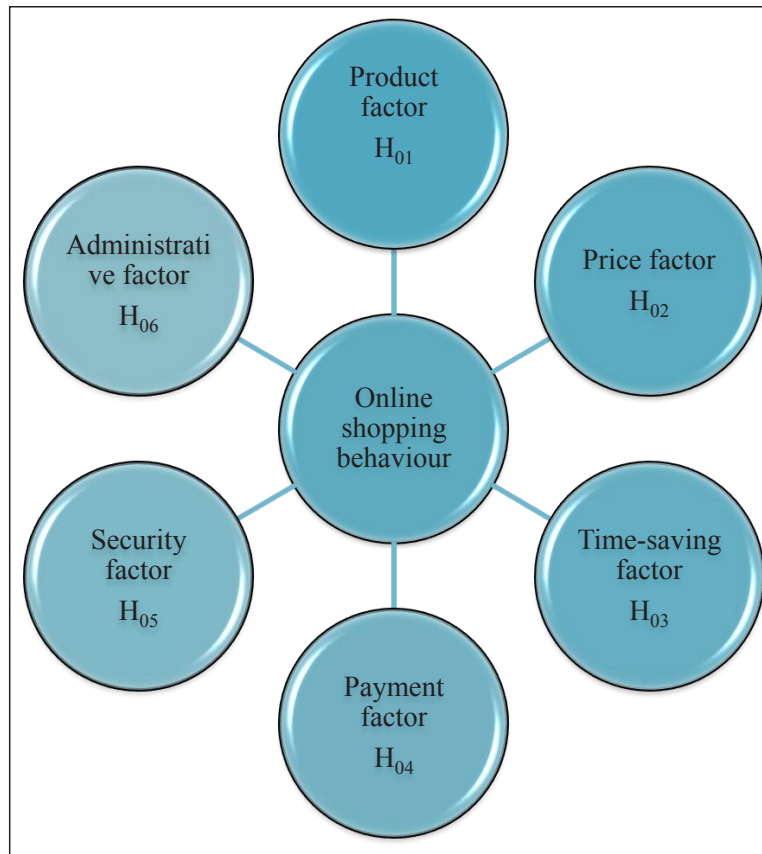 Product
factor
H₀₁
Administrati
ve factor
H₀₆
Price factor
H₀₂
Online
shopping
behaviour
Security
factor
H₀₅
Time-saving
factor
H₀₃
Payment
factor
H₀₄